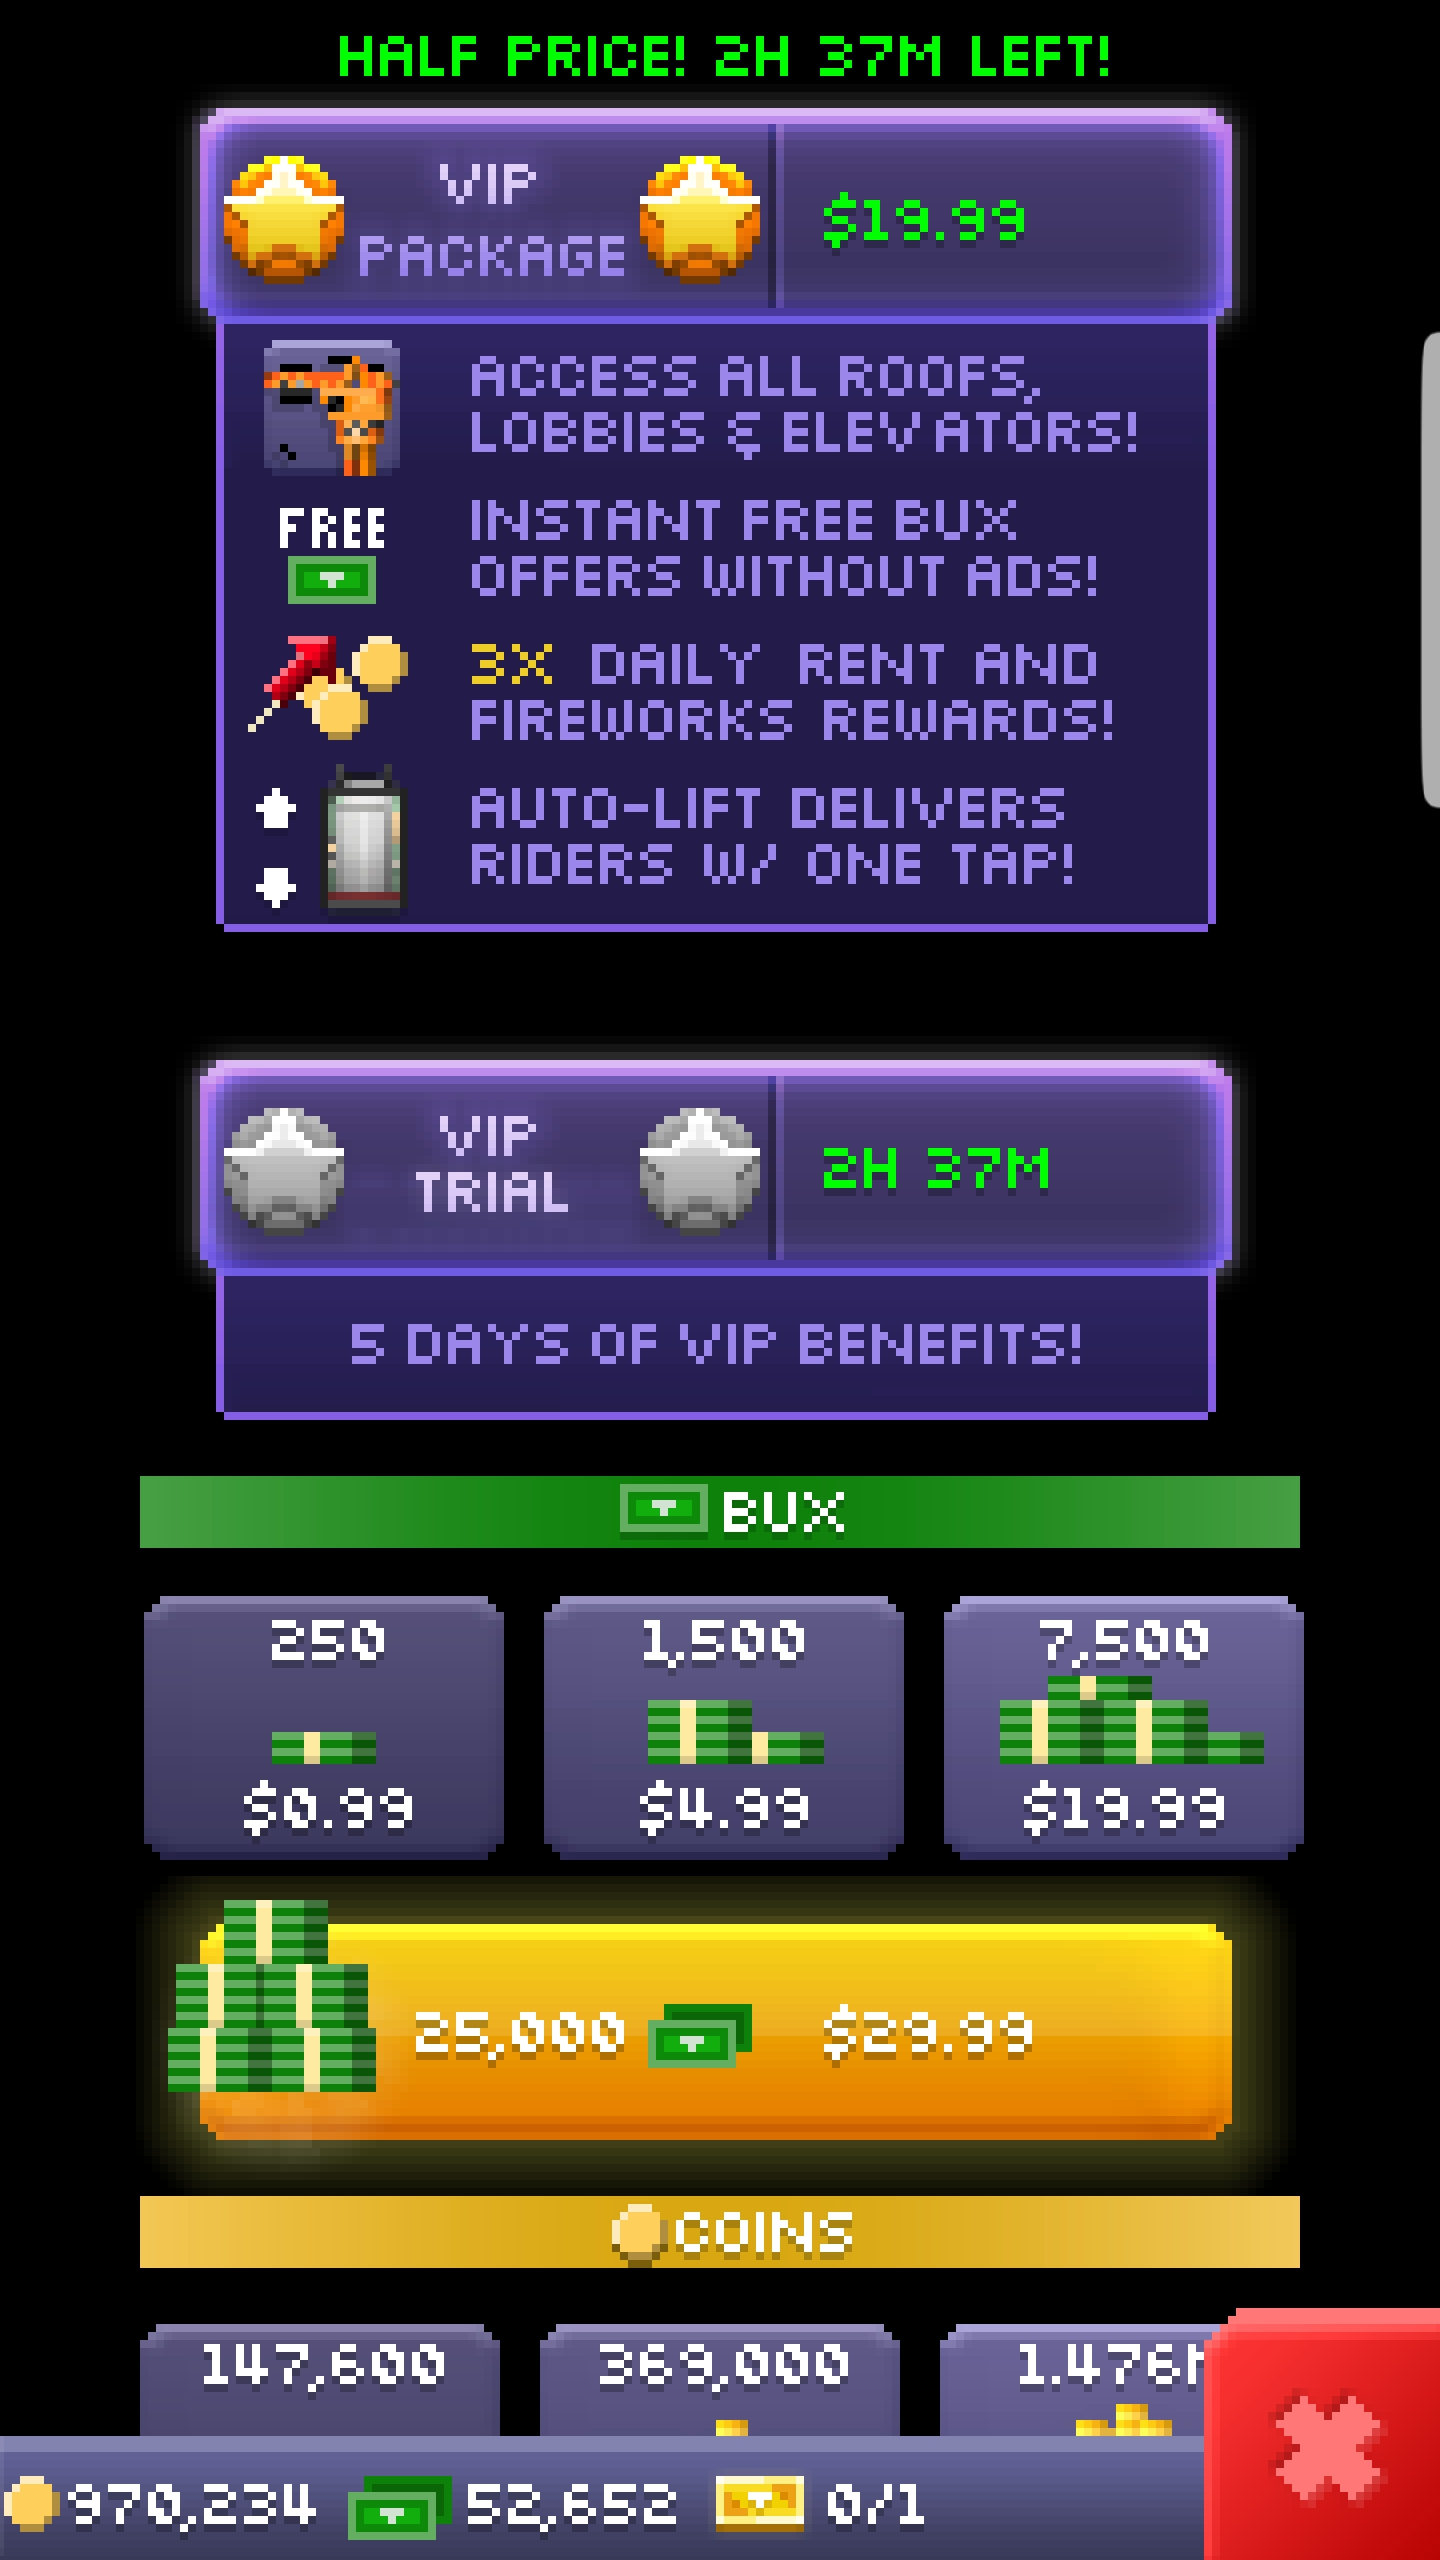 HALF PRICE! 2H 37M LEFT!
VIP
PACKAGE
$19.99
ACCESS ALL ROOFS,
LOBBIES & ELEVATORS!
FREE
INSTANT FREE BUX
OFFERS WITHOUT ADS!
3X DAILY RENT AND
FIREWORKS REWARDS!
AUTO-LIFT DELIVERS
RIDERS W/ ONE TAP!
VIP
TRIAL
2H 37M
5 DAYS OF VIP BENEFITS!
BUX
250 1,500 7,500
$0.99 $4.99 $19.99
25,000 $29.99
COINS
147,600 369,000 1.476
970,234 52,652 0/1